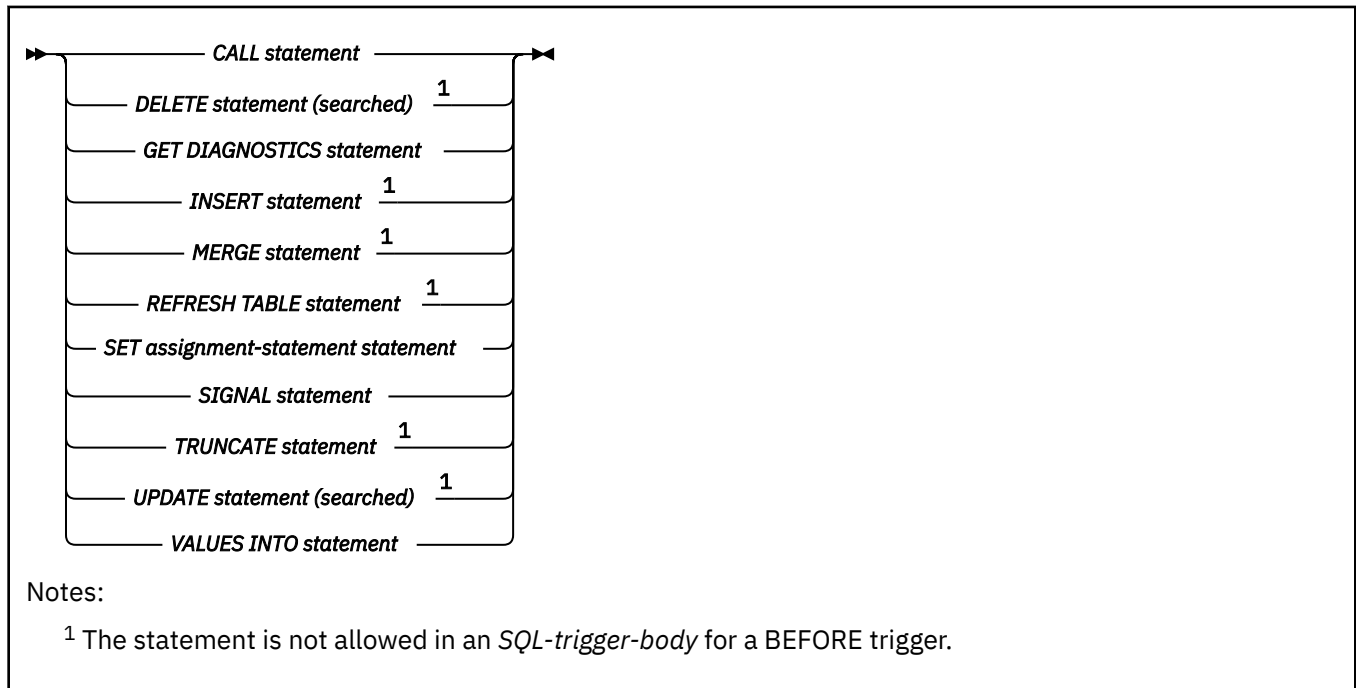 CALL statement
DELETE statement (searched) 1
GET DIAGNOSTICS statement
INSERT statement 1
MERGE statement 1
REFRESH TABLE statement 1
SET assignment-statement statement
SIGNAL statement
TRUNCATE statement 1
UPDATE statement (searched) 1
VALUES INTO statement
Notes:
1 The statement is not allowed in an SQL-trigger-body for a BEFORE trigger.